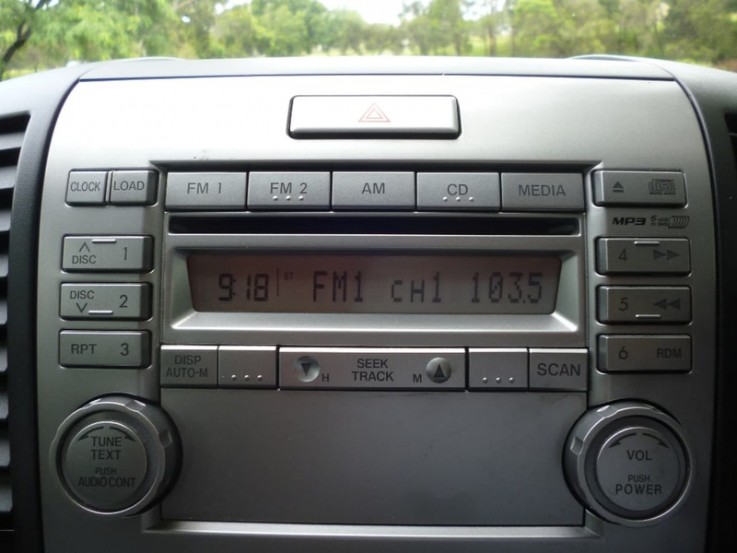 CLOCK LOAD FM 1 FM 2 AM CD MEDIA
MP3
DISC 1
9:18 ST FM1 CH1 103.5
4
DISC 2
5
RPT 3
6 RDM
DISP
AUTO-M
H SEEK
TRACK M
SCAN
TUNE
TEXT
PUSH
AUDIO CONT
VOL
PUSH
POWER